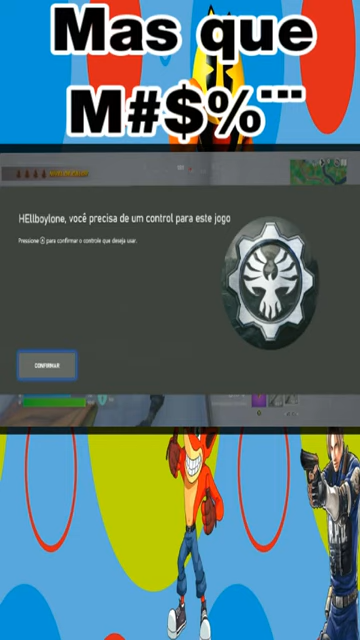 Mas que
M#$%¨¨
HEllboylone, você precisa de um control para este jogo
Pressione Ⓐ para confirmar o controle que deseja usar.
CONFIRMAR